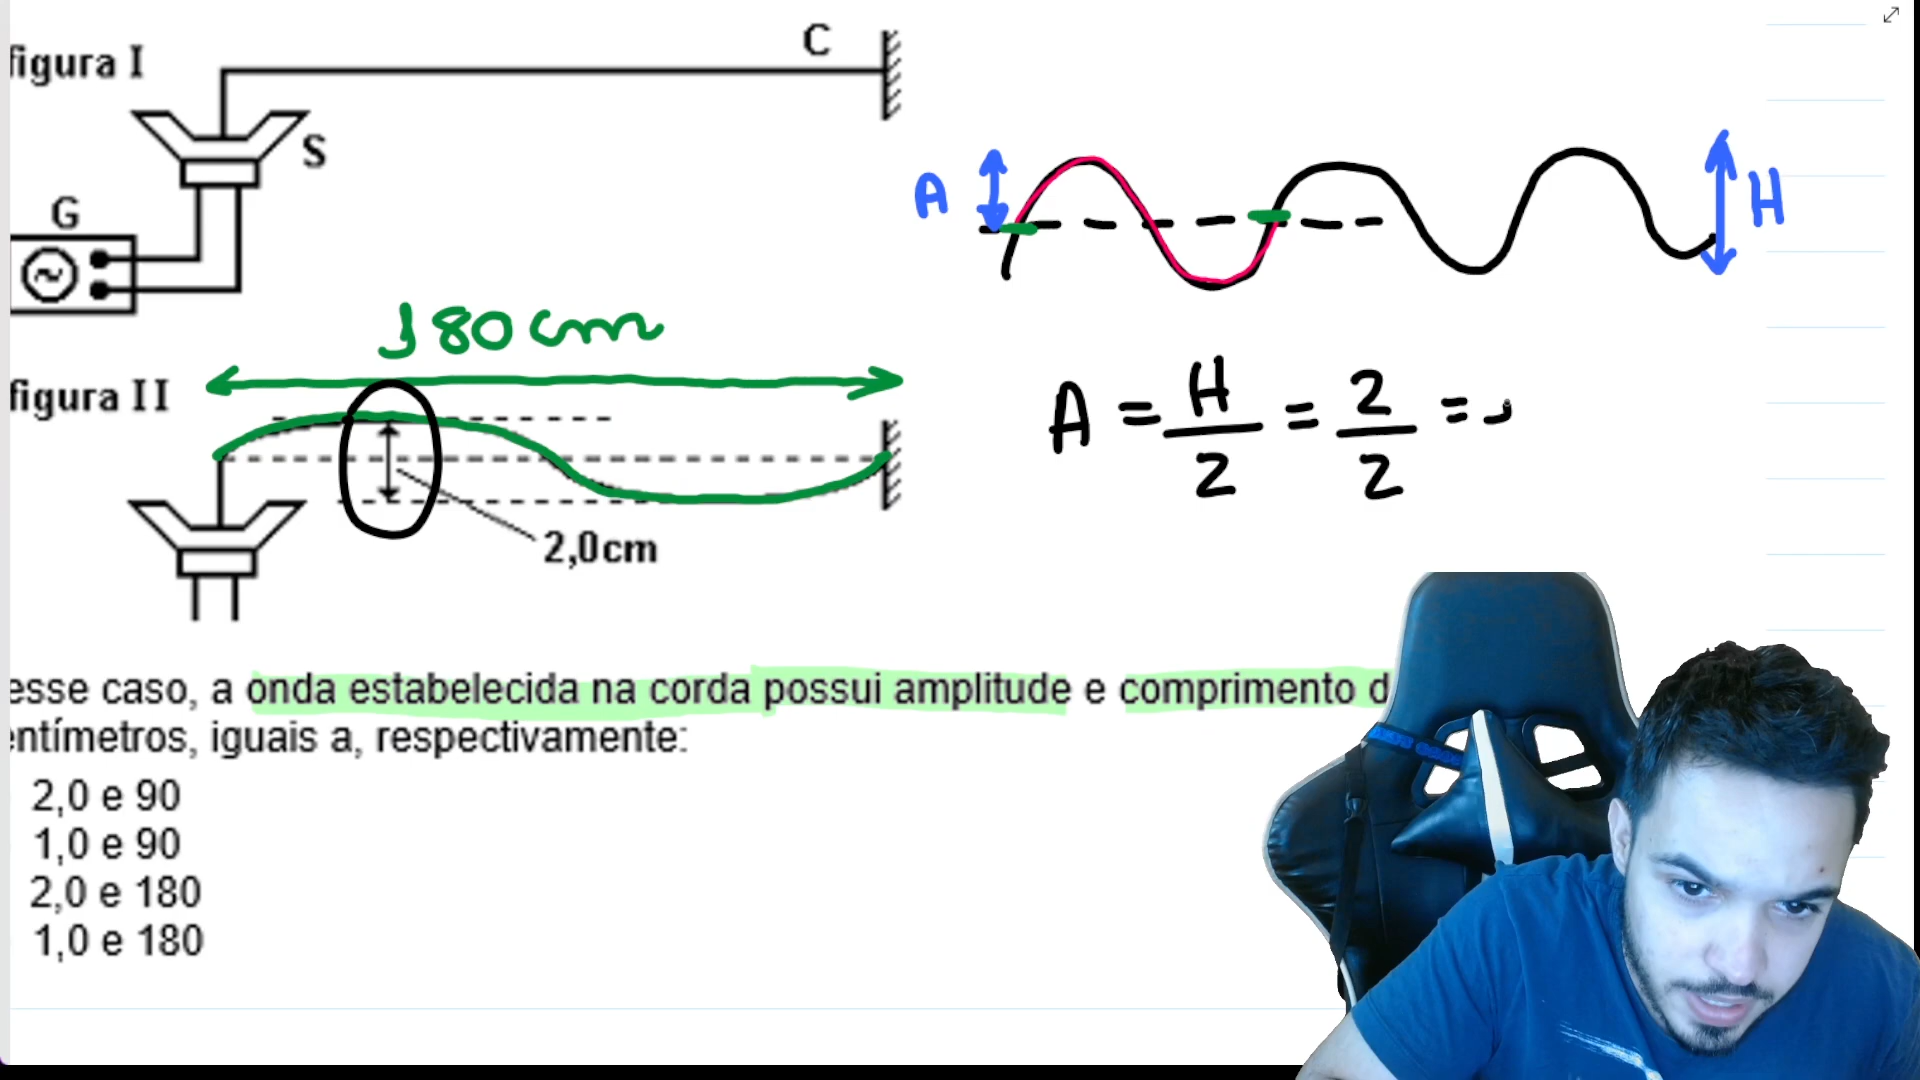 figura I
C
S
G
A
H
180 cm
figura II
A = H/2 = 2/2 =
2,0cm
esse caso, a onda estabelecida na corda possui amplitude e comprimento d
entímetros, iguais a, respectivamente:
2,0 e 90
1,0 e 90
2,0 e 180
1,0 e 180